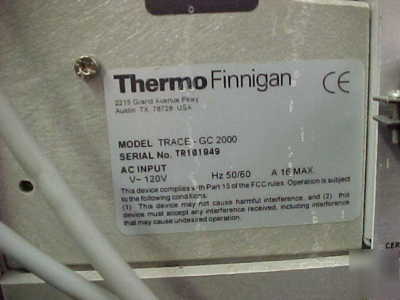 ThermoFinnigan CE
2215 Grand Avenue Pkwy
Austin TX 78728 USA
MODEL TRACE - GC 2000
SERIAL No. TR101949
AC INPUT
V~ 120V Hz 50/60 A 16 MAX.
This device complies with Part 15 of the FCC rules. Operation is subject
to the following conditions.
(1) This device may not cause harmful interference, and (2) this
device must accept any interference received, including interference
that may cause undesired operation.
CER